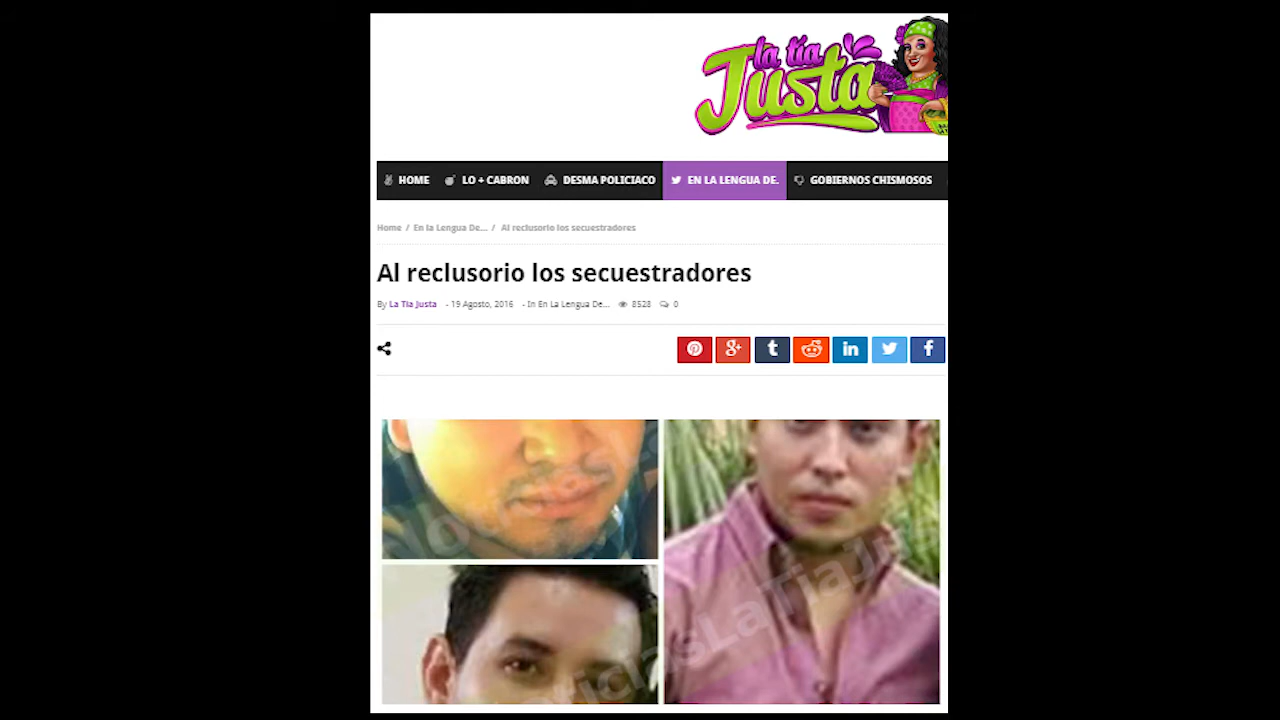 la tía
Justa
HOME LO + CABRON DESMA POLICIACO EN LA LENGUA DE. GOBIERNOS CHISMOSOS
Home / En la Lengua De... / Al reclusorio los secuestradores
Al reclusorio los secuestradores
By La Tía Justa - 19 Agosto, 2016 - In En La Lengua De... 8528 0
NoticiasLaTiaJu